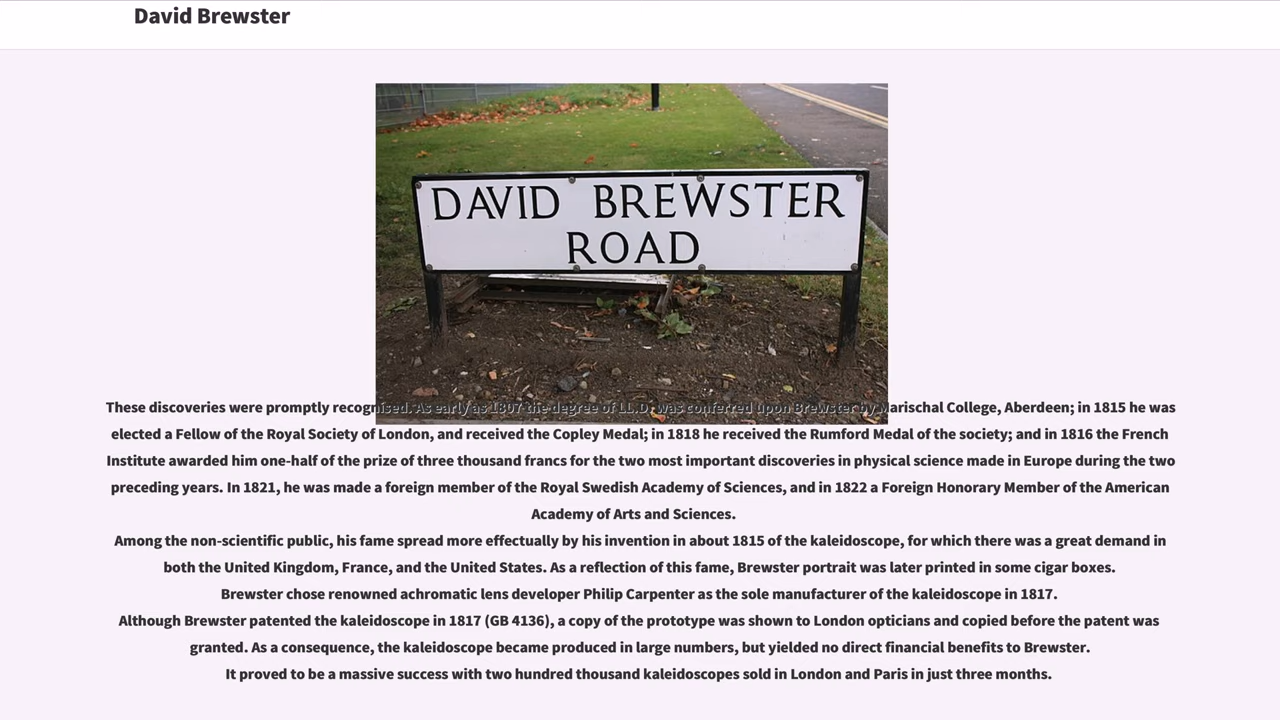 David Brewster
DAVID BREWSTER
ROAD
These discoveries were promptly recognised. As early as 1807 the degree of LL.D. was conferred upon Brewster by Marischal College, Aberdeen; in 1815 he was
elected a Fellow of the Royal Society of London, and received the Copley Medal; in 1818 he received the Rumford Medal of the society; and in 1816 the French
Institute awarded him one-half of the prize of three thousand francs for the two most important discoveries in physical science made in Europe during the two
preceding years. In 1821, he was made a foreign member of the Royal Swedish Academy of Sciences, and in 1822 a Foreign Honorary Member of the American
Academy of Arts and Sciences.
Among the non-scientific public, his fame spread more effectually by his invention in about 1815 of the kaleidoscope, for which there was a great demand in
both the United Kingdom, France, and the United States. As a reflection of this fame, Brewster portrait was later printed in some cigar boxes.
Brewster chose renowned achromatic lens developer Philip Carpenter as the sole manufacturer of the kaleidoscope in 1817.
Although Brewster patented the kaleidoscope in 1817 (GB 4136), a copy of the prototype was shown to London opticians and copied before the patent was
granted. As a consequence, the kaleidoscope became produced in large numbers, but yielded no direct financial benefits to Brewster.
It proved to be a massive success with two hundred thousand kaleidoscopes sold in London and Paris in just three months.